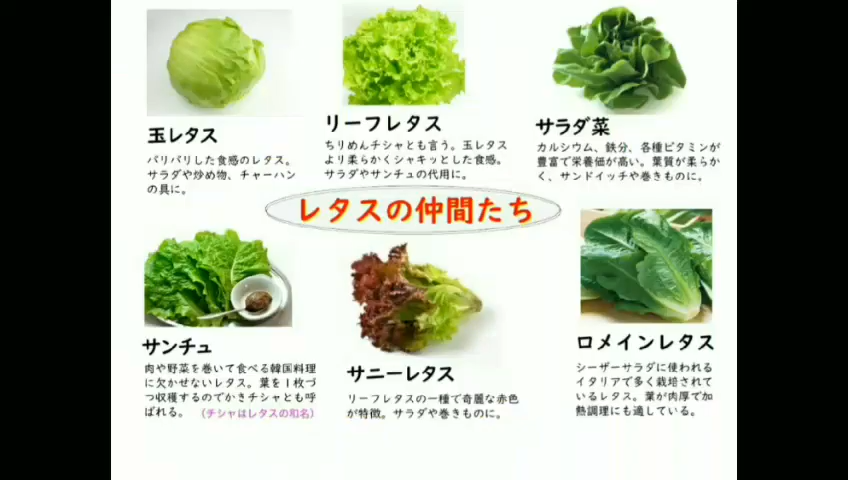 玉レタス
パリパリした食感のレタス。
サラダや炒め物、チャーハン
の具に。
リーフレタス
ちりめんチシャとも言う。玉レタス
より柔らかくシャキッとした食感。
サラダやサンチュの代用に。
サラダ菜
カルシウム、鉄分、各種ビタミンが
豊富で栄養価が高い。葉質が柔らか
く、サンドイッチや巻きものに。
レタスの仲間たち
サンチュ
肉や野菜を巻いて食べる韓国料理
に欠かせないレタス。葉を１枚づ
つ収穫するのでかきチシャとも呼
ばれる。（チシャはレタスの和名）
サニーレタス
リーフレタスの一種で奇麗な赤色
が特徴。サラダや巻きものに。
ロメインレタス
シーザーサラダに使われる
イタリアで多く栽培されて
いるレタス。葉が肉厚で加
熱調理にも適している。